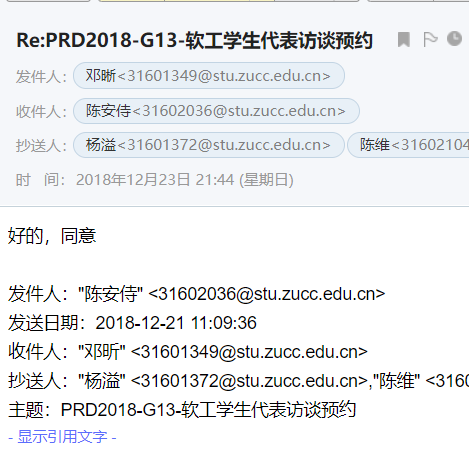 Re:PRD2018-G13-软工学生代表访谈预约
发件人： 邓晰<31601349@stu.zucc.edu.cn>
收件人： 陈安侍<31602036@stu.zucc.edu.cn>
抄送人： 杨溢<31601372@stu.zucc.edu.cn> 陈维<31602104
时 间： 2018年12月23日 21:44 (星期日)
好的，同意
发件人："陈安侍" <31602036@stu.zucc.edu.cn>
发送日期：2018-12-21 11:09:36
收件人："邓昕" <31601349@stu.zucc.edu.cn>
抄送人："杨溢" <31601372@stu.zucc.edu.cn>,"陈维" <3160
主题：PRD2018-G13-软工学生代表访谈预约
- 显示引用文字 -